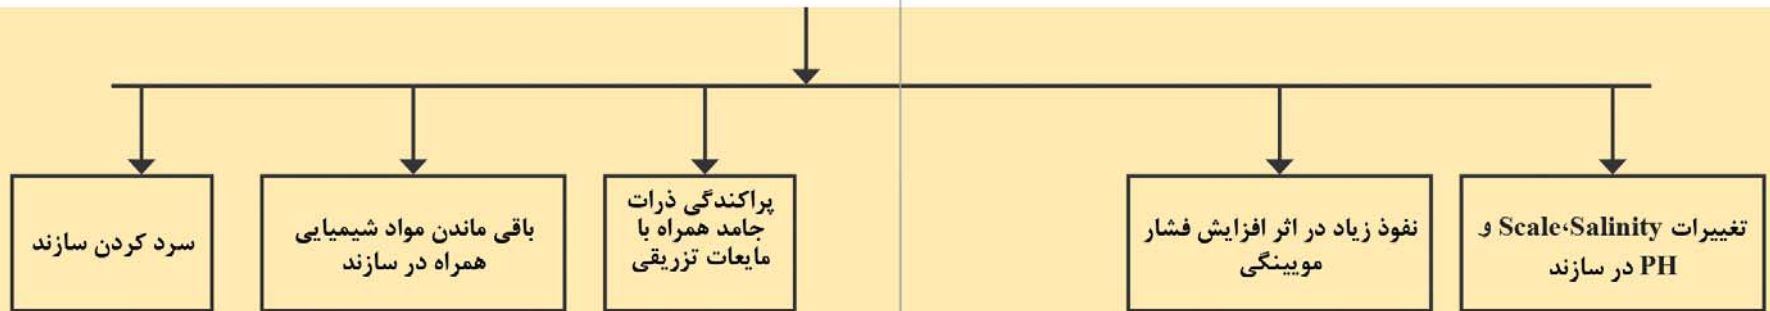 تغییرات Scale،Salinity و
PH در سازند
نفوذ زیاد در اثر افزایش فشار
مویینگی
پراکندگی ذرات
جامد همراه با
مایعات تزریقی
باقی ماندن مواد شیمیایی
همراه در سازند
سرد کردن سازند